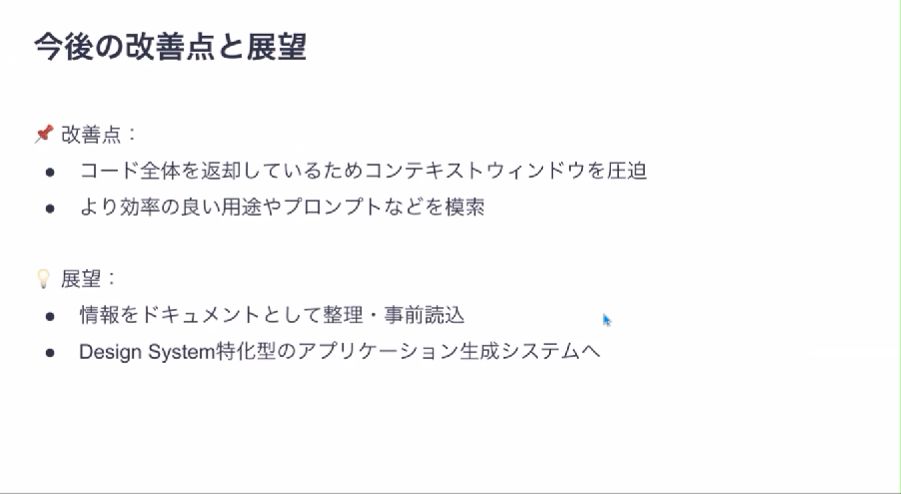 今後の改善点と展望
📌 改善点：
● コード全体を返却しているためコンテキストウィンドウを圧迫
● より効率の良い用途やプロンプトなどを模索
💡 展望：
● 情報をドキュメントとして整理・事前読込
● Design System特化型のアプリケーション生成システムへ